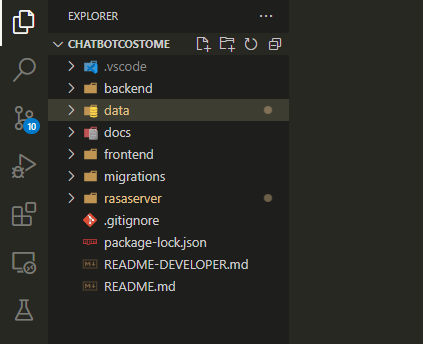 EXPLORER
CHATBOTCOSTOME
.vscode
backend
data
docs
frontend
migrations
rasaserver
.gitignore
package-lock.json
README-DEVELOPER.md
README.md
10